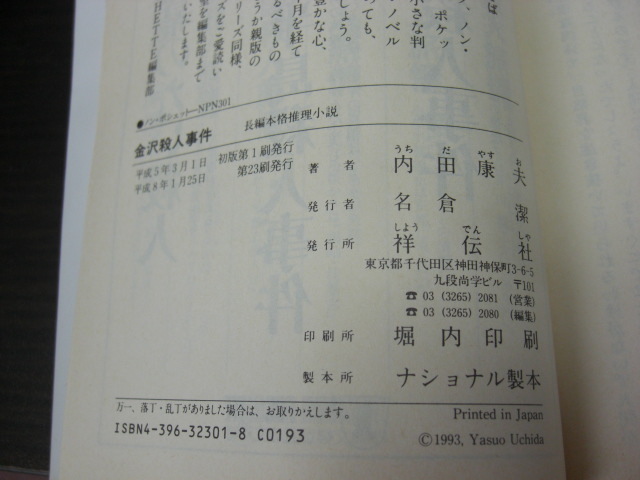 は
、ノン・
ポケッ
小さな判
めても、
・ノベル
しょう。
豊かな心、
月を経て
るべきもの
うか親版の
リーズ同様、
ズをご愛読い
を編集部まで
いたします。
HETTE編集部
●ノン・ポシェット——NPN301
金沢殺人事件　長編本格推理小説
平成5年3月1日　初版第1刷発行
平成8年1月25日　第23刷発行
うち　だ　やす　お
著者　内田康夫
発行者　名倉潔
しょう　でん　しゃ
発行所　祥伝社
東京都千代田区神田神保町3-6-5
九段尚学ビル　〒101
☎ 03 (3265) 2081 (営業)
☎ 03 (3265) 2080 (編集)
印刷所　堀内印刷
製本所　ナショナル製本
万一、落丁・乱丁がありました場合は、お取りかえします。
Printed in Japan
ISBN4-396-32301-8 C0193
©1993, Yasuo Uchida